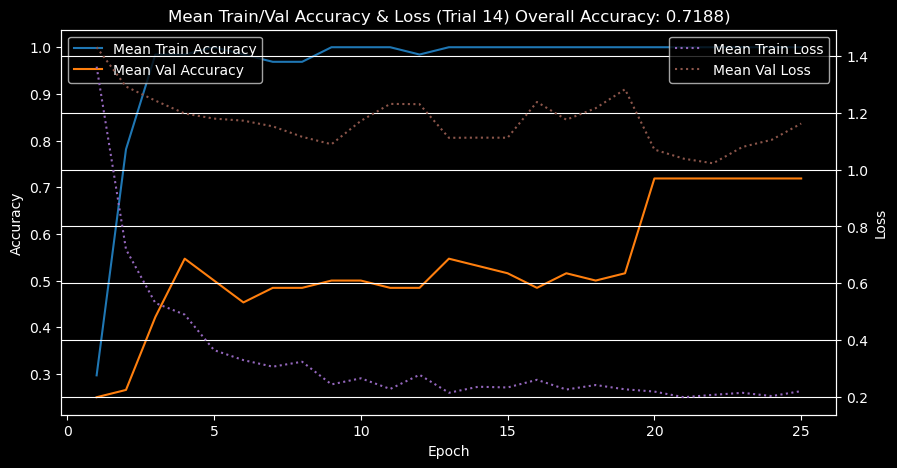 Mean Train/Val Accuracy & Loss (Trial 14) Overall Accuracy: 0.7188)
Mean Train Accuracy
Mean Val Accuracy
Mean Train Loss
Mean Val Loss
1.0
0.9
0.8
0.7
0.6
0.5
0.4
0.3
Accuracy
1.4
1.2
1.0
0.8
0.6
0.4
0.2
Loss
0 5 10 15 20 25
Epoch